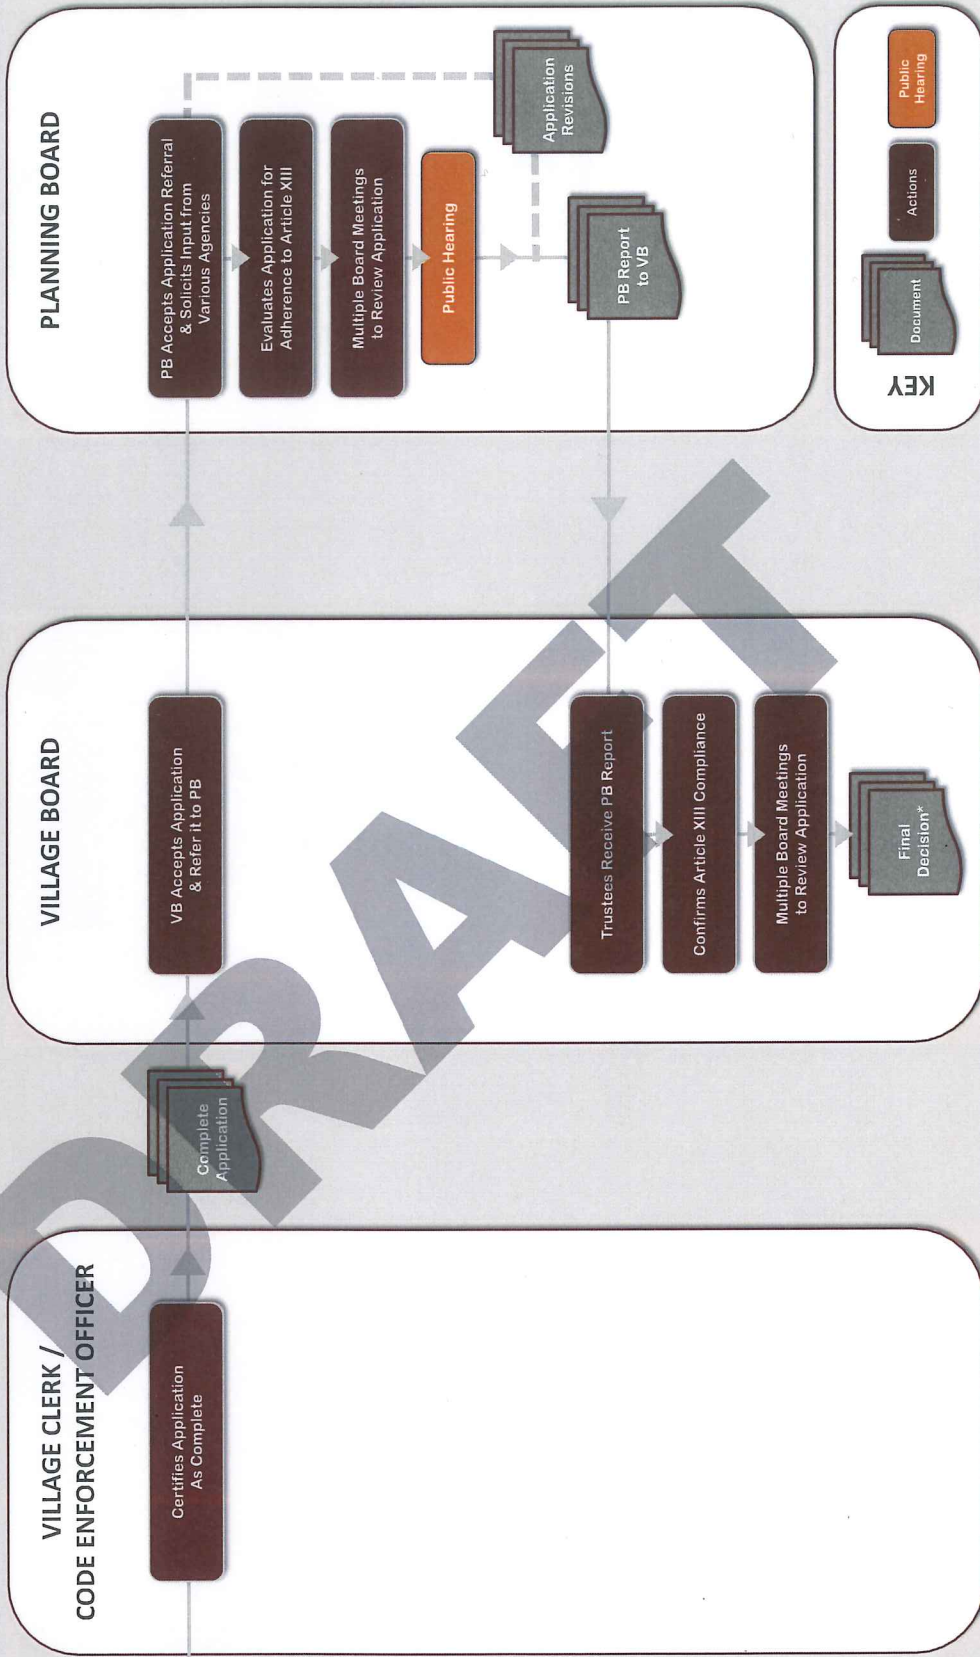 VILLAGE CLERK /
CODE ENFORCEMENT OFFICER
Certifies Application
As Complete
Complete
Application
VILLAGE BOARD
VB Accepts Application
& Refer it to PB
Trustees Receive PB Report
Confirms Article XIII Compliance
Multiple Board Meetings
to Review Application
Final
Decision*
PLANNING BOARD
PB Accepts Application Referral
& Solicits Input from
Various Agencies
Evaluates Application for
Adherence to Article XIII
Multiple Board Meetings
to Review Application
Public Hearing
Application
Revisions
PB Report
to VB
KEY
Document
Actions
Public
Hearing
DRAFT